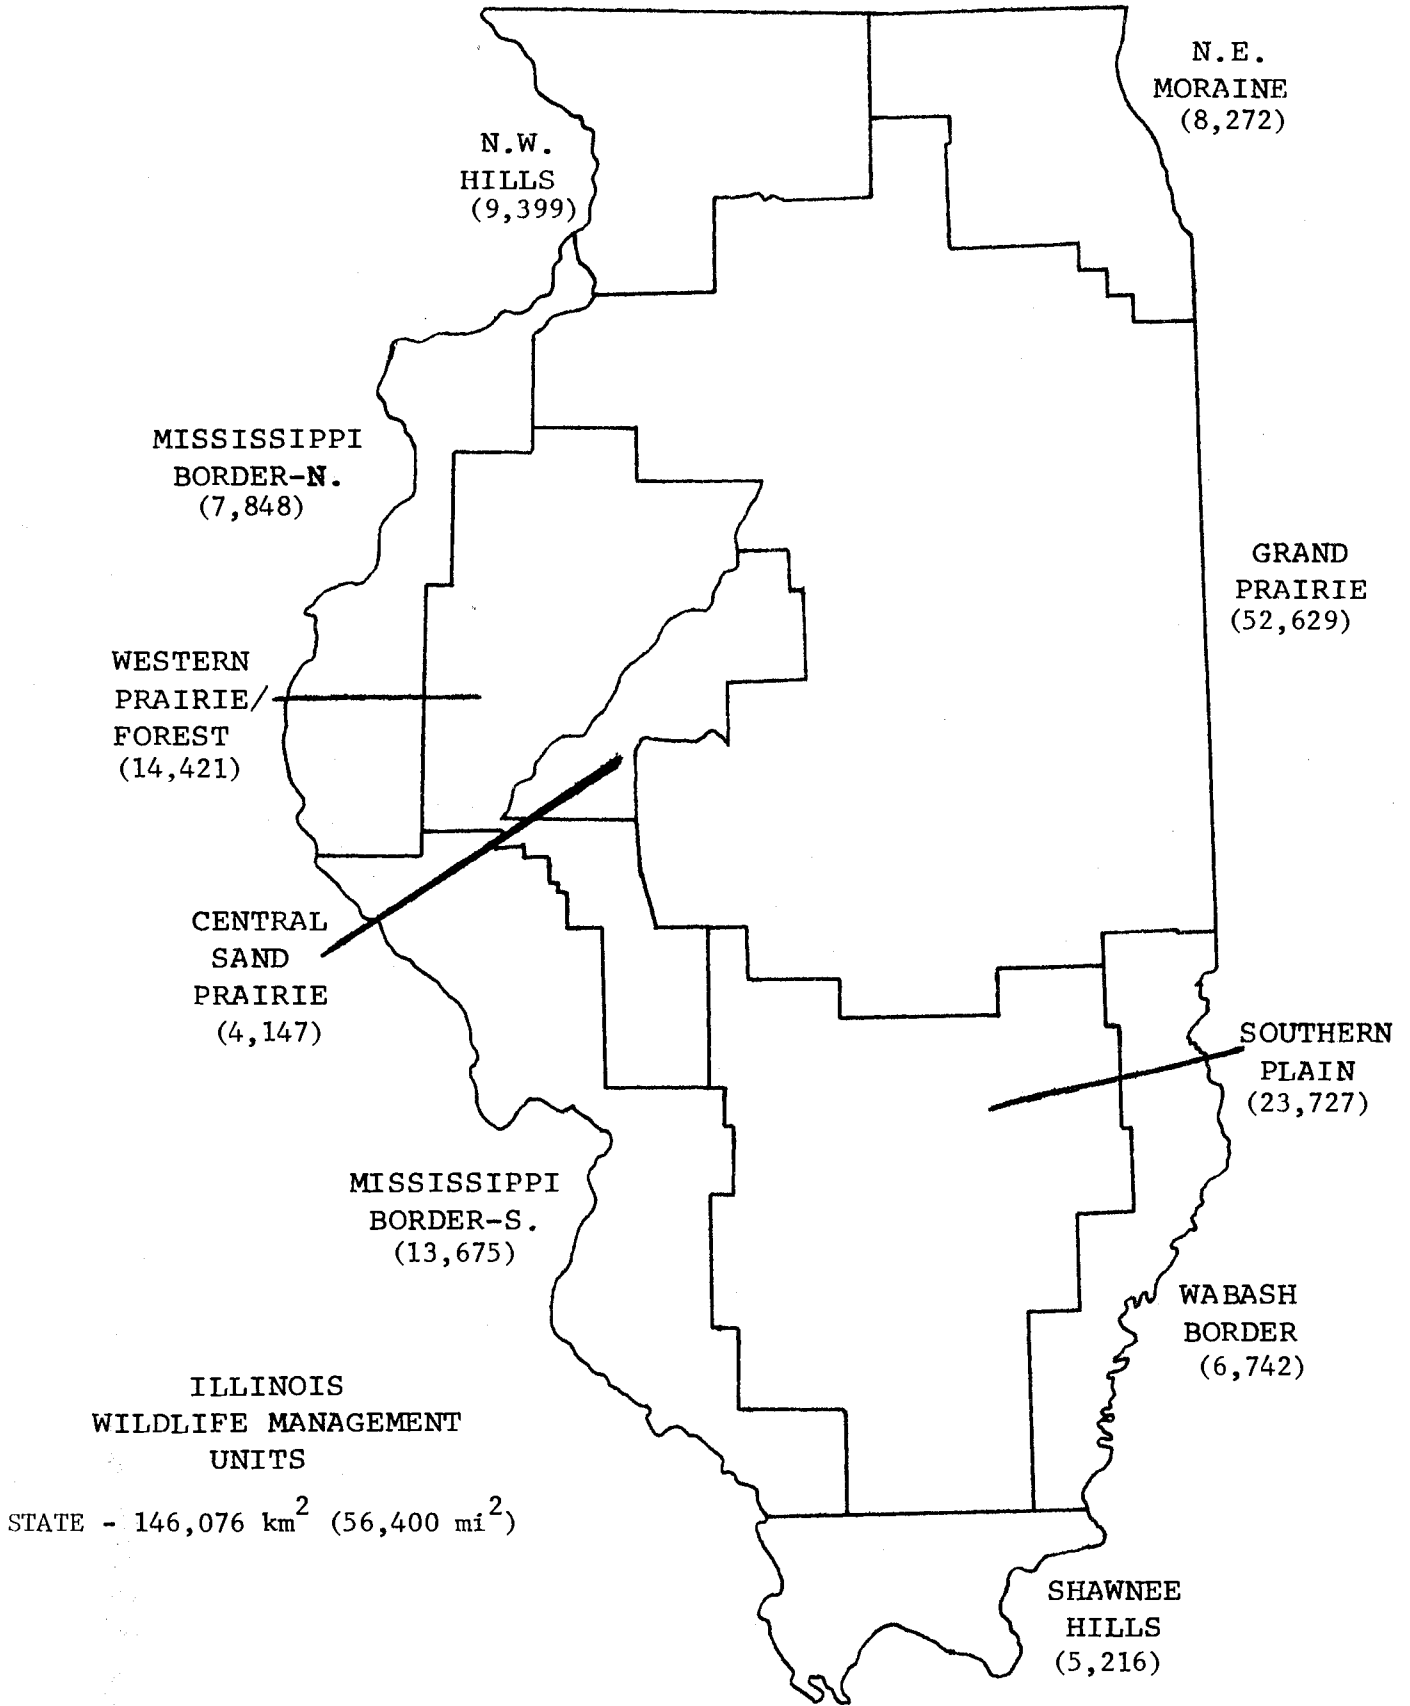 N.E.
MORAINE
(8,272)
N.W.
HILLS
(9,399)
MISSISSIPPI
BORDER-N.
(7,848)
GRAND
PRAIRIE
(52,629)
WESTERN
PRAIRIE/
FOREST
(14,421)
CENTRAL
SAND
PRAIRIE
(4,147)
SOUTHERN
PLAIN
(23,727)
MISSISSIPPI
BORDER-S.
(13,675)
WABASH
BORDER
(6,742)
ILLINOIS
WILDLIFE MANAGEMENT
UNITS
STATE - 146,076 km² (56,400 mi²)
SHAWNEE
HILLS
(5,216)